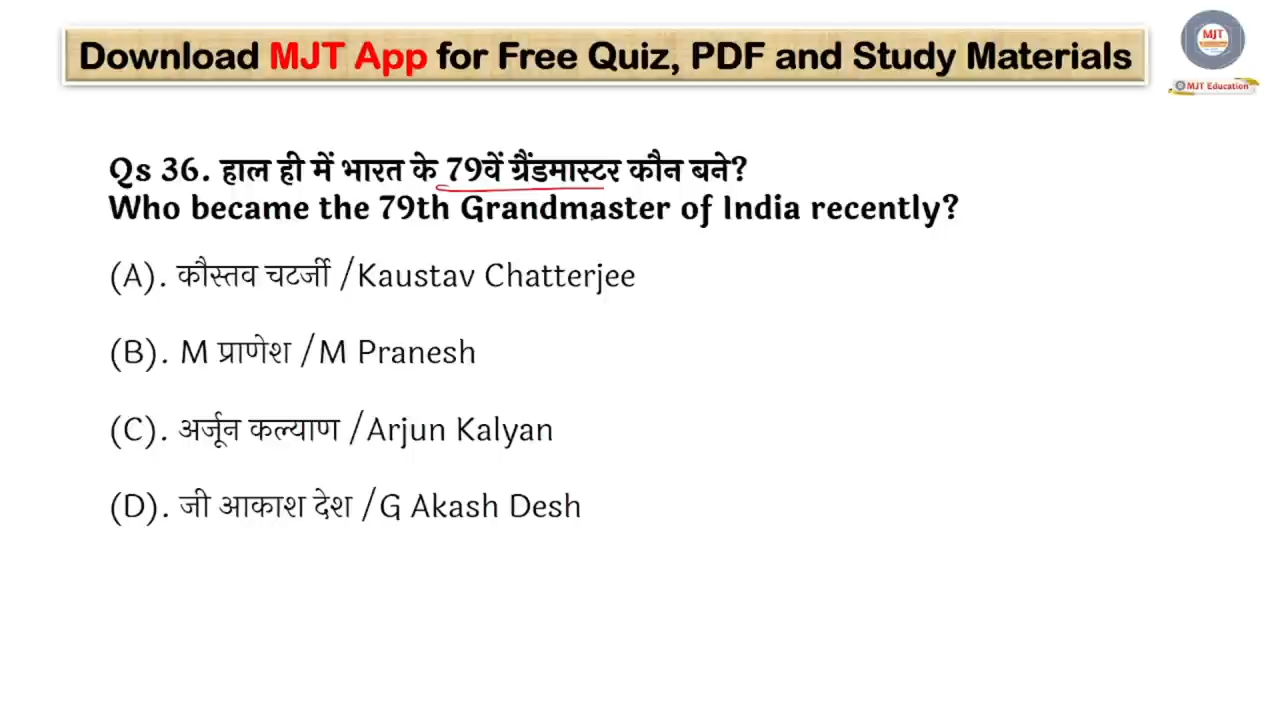 Download MJT App for Free Quiz, PDF and Study Materials
MJT
MJT Education
Qs 36. हाल ही में भारत के 79वें ग्रैंडमास्टर कौन बने?
Who became the 79th Grandmaster of India recently?
(A). कौस्तव चटर्जी /Kaustav Chatterjee
(B). M प्राणेश /M Pranesh
(C). अर्जून कल्याण /Arjun Kalyan
(D). जी आकाश देश /G Akash Desh